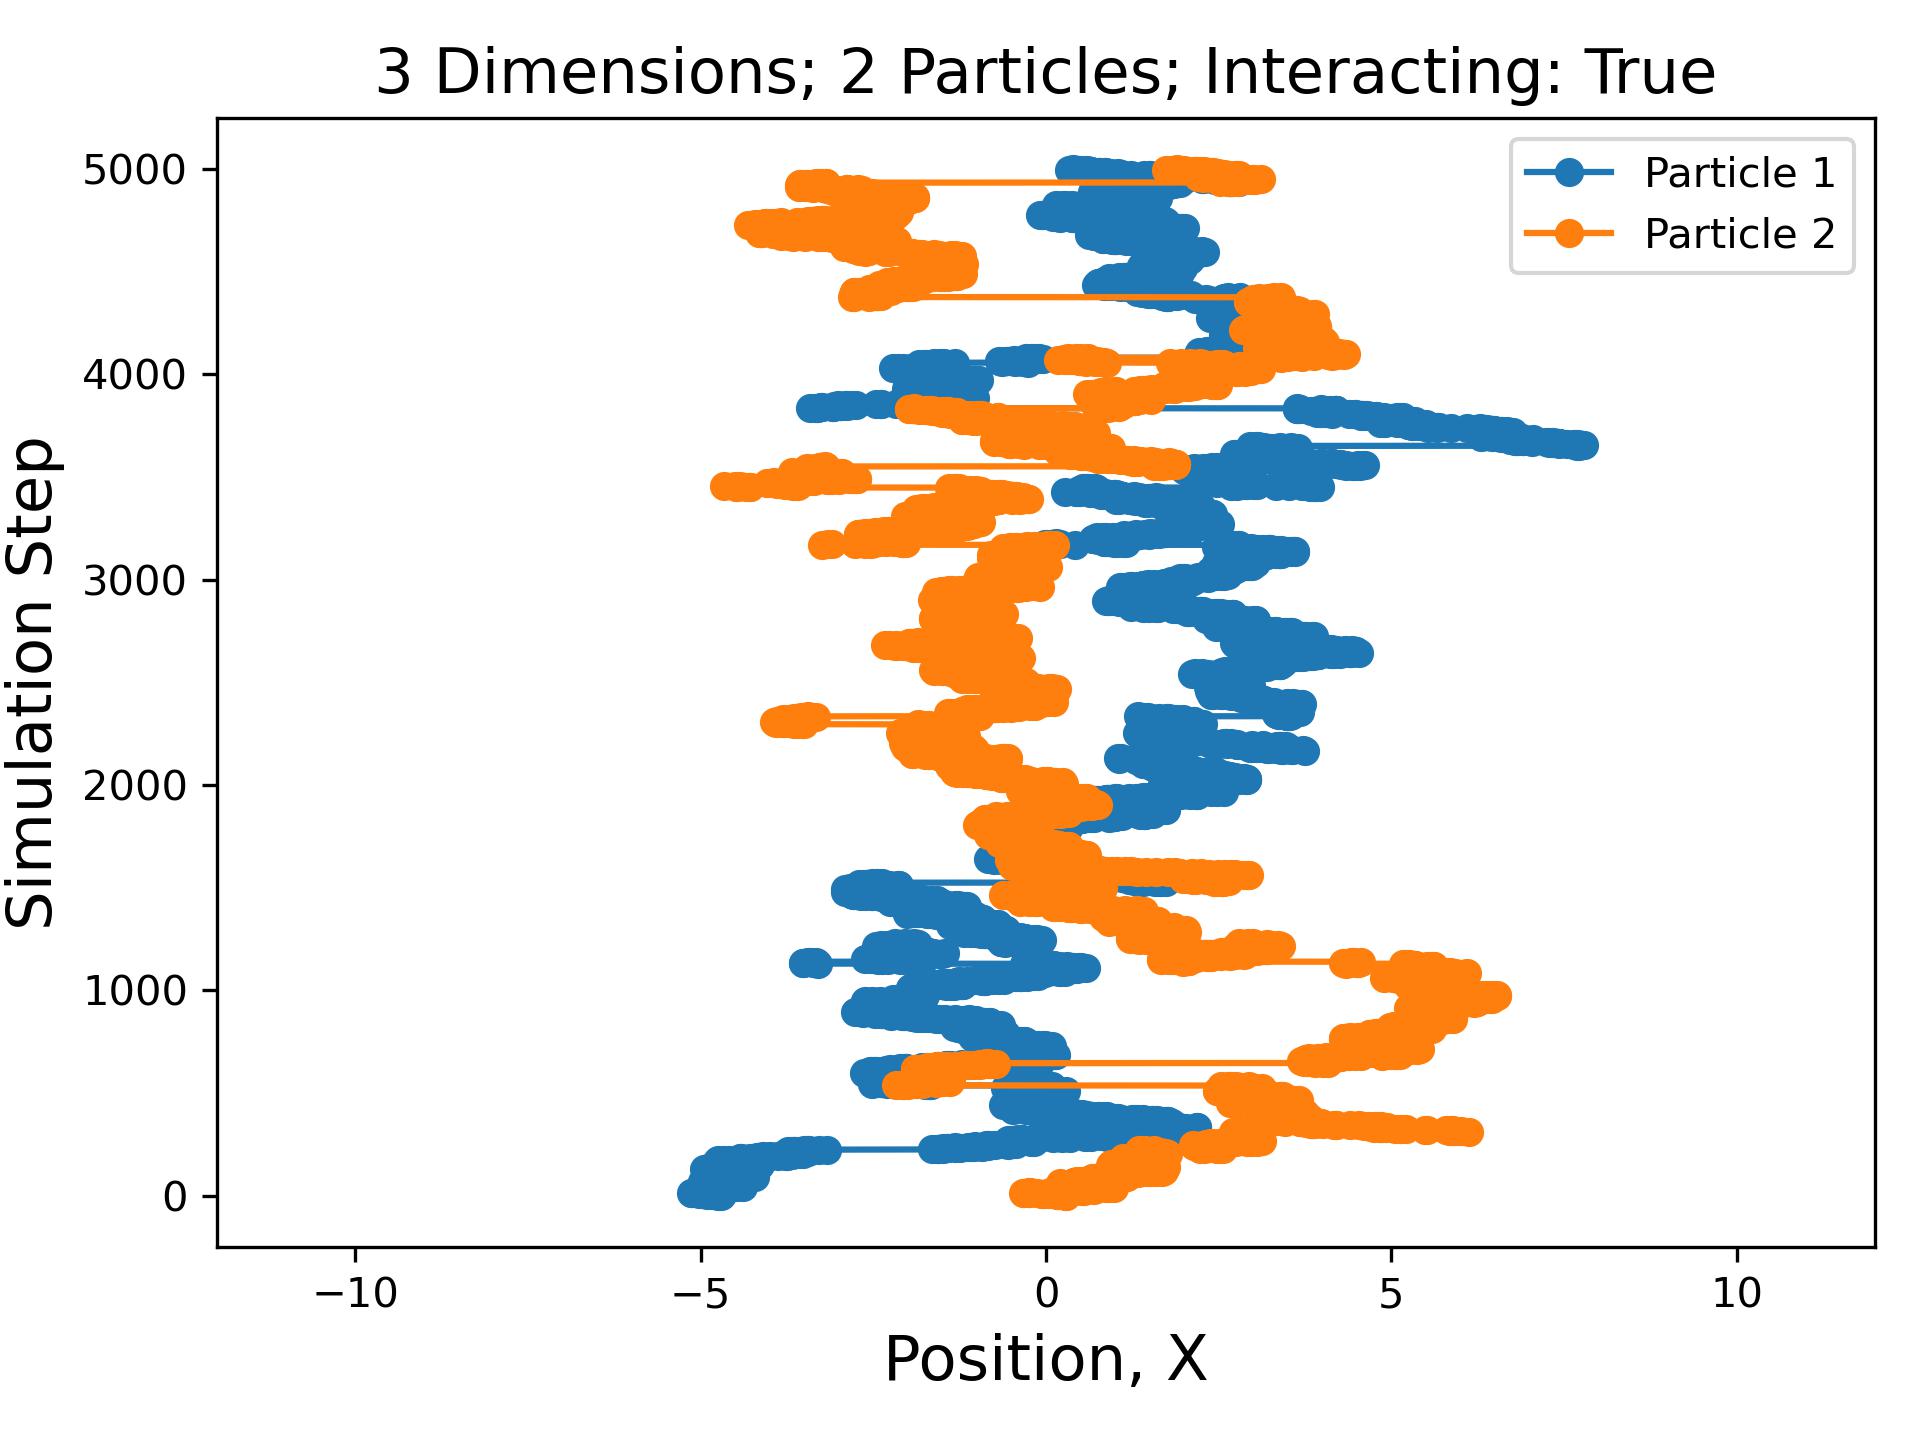 3 Dimensions; 2 Particles; Interacting: True
Particle 1
Particle 2
Simulation Step
5000
4000
3000
2000
1000
0
−10
−5
0
5
10
Position, X